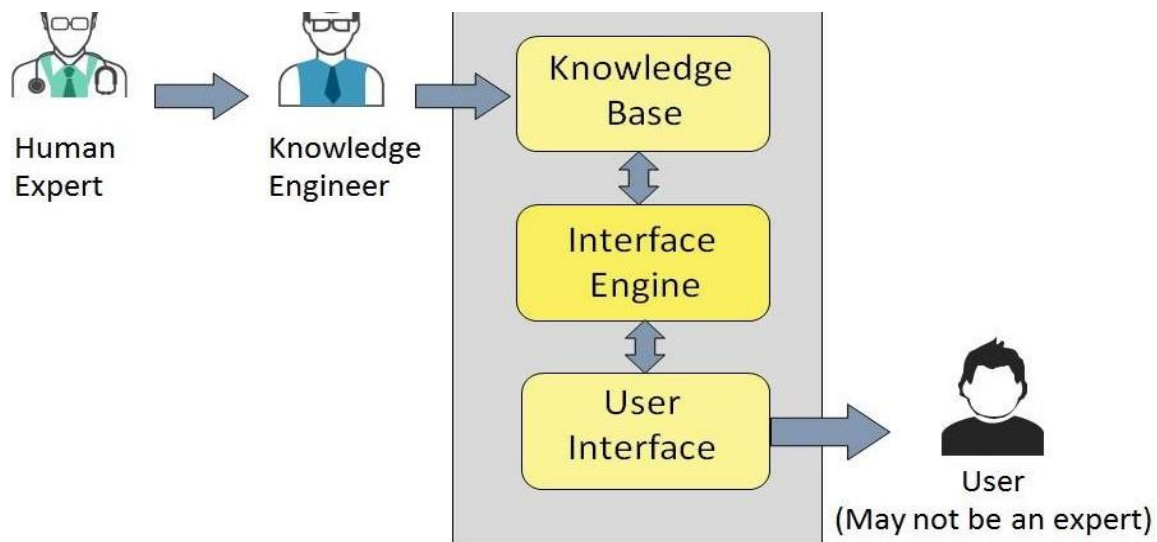 Human
Expert
Knowledge
Engineer
Knowledge
Base
Interface
Engine
User
Interface
User
(May not be an expert)